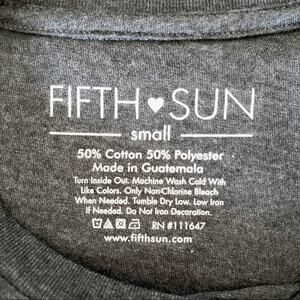 FIFTH♥SUN
small
50% Cotton 50% Polyester
Made in Guatemala
Turn Inside Out. Machine Wash Cold With
Like Colors. Only Non-Chlorine Bleach
When Needed. Tumble Dry Low. Low Iron
If Needed. Do Not Iron Decoration.
RN #111647
www.fifthsun.com